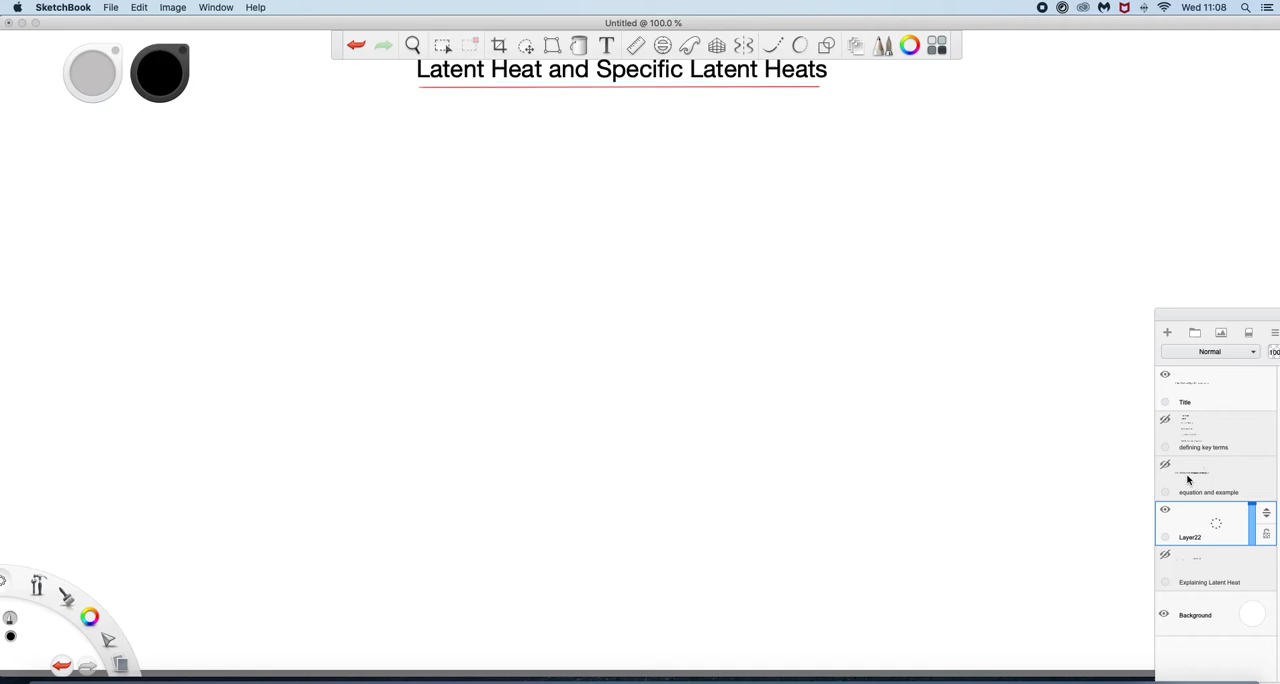 SketchBook File Edit Image Window Help Wed 11:08
Untitled @ 100.0 %
Latent Heat and Specific Latent Heats
Normal 100
Title
defining key terms
equation and example
Layer22
Explaining Latent Heat
Background